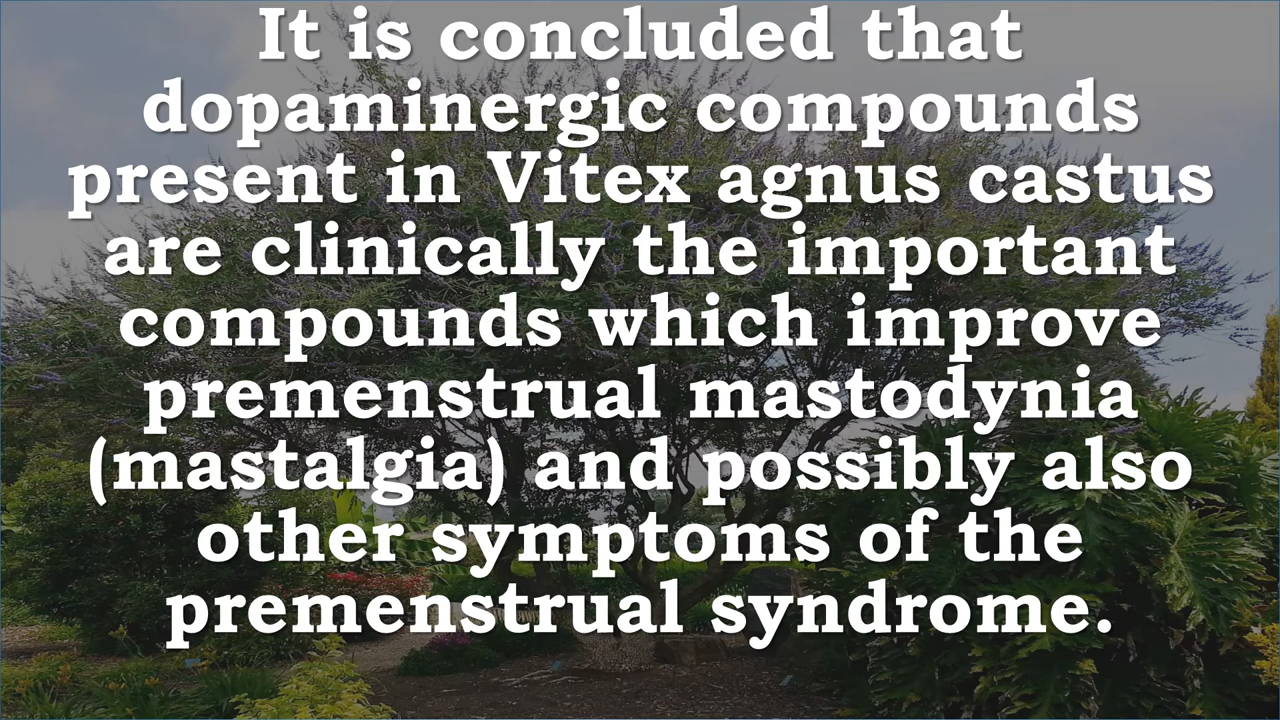 It is concluded that
dopaminergic compounds
present in Vitex agnus castus
are clinically the important
compounds which improve
premenstrual mastodynia
(mastalgia) and possibly also
other symptoms of the
premenstrual syndrome.